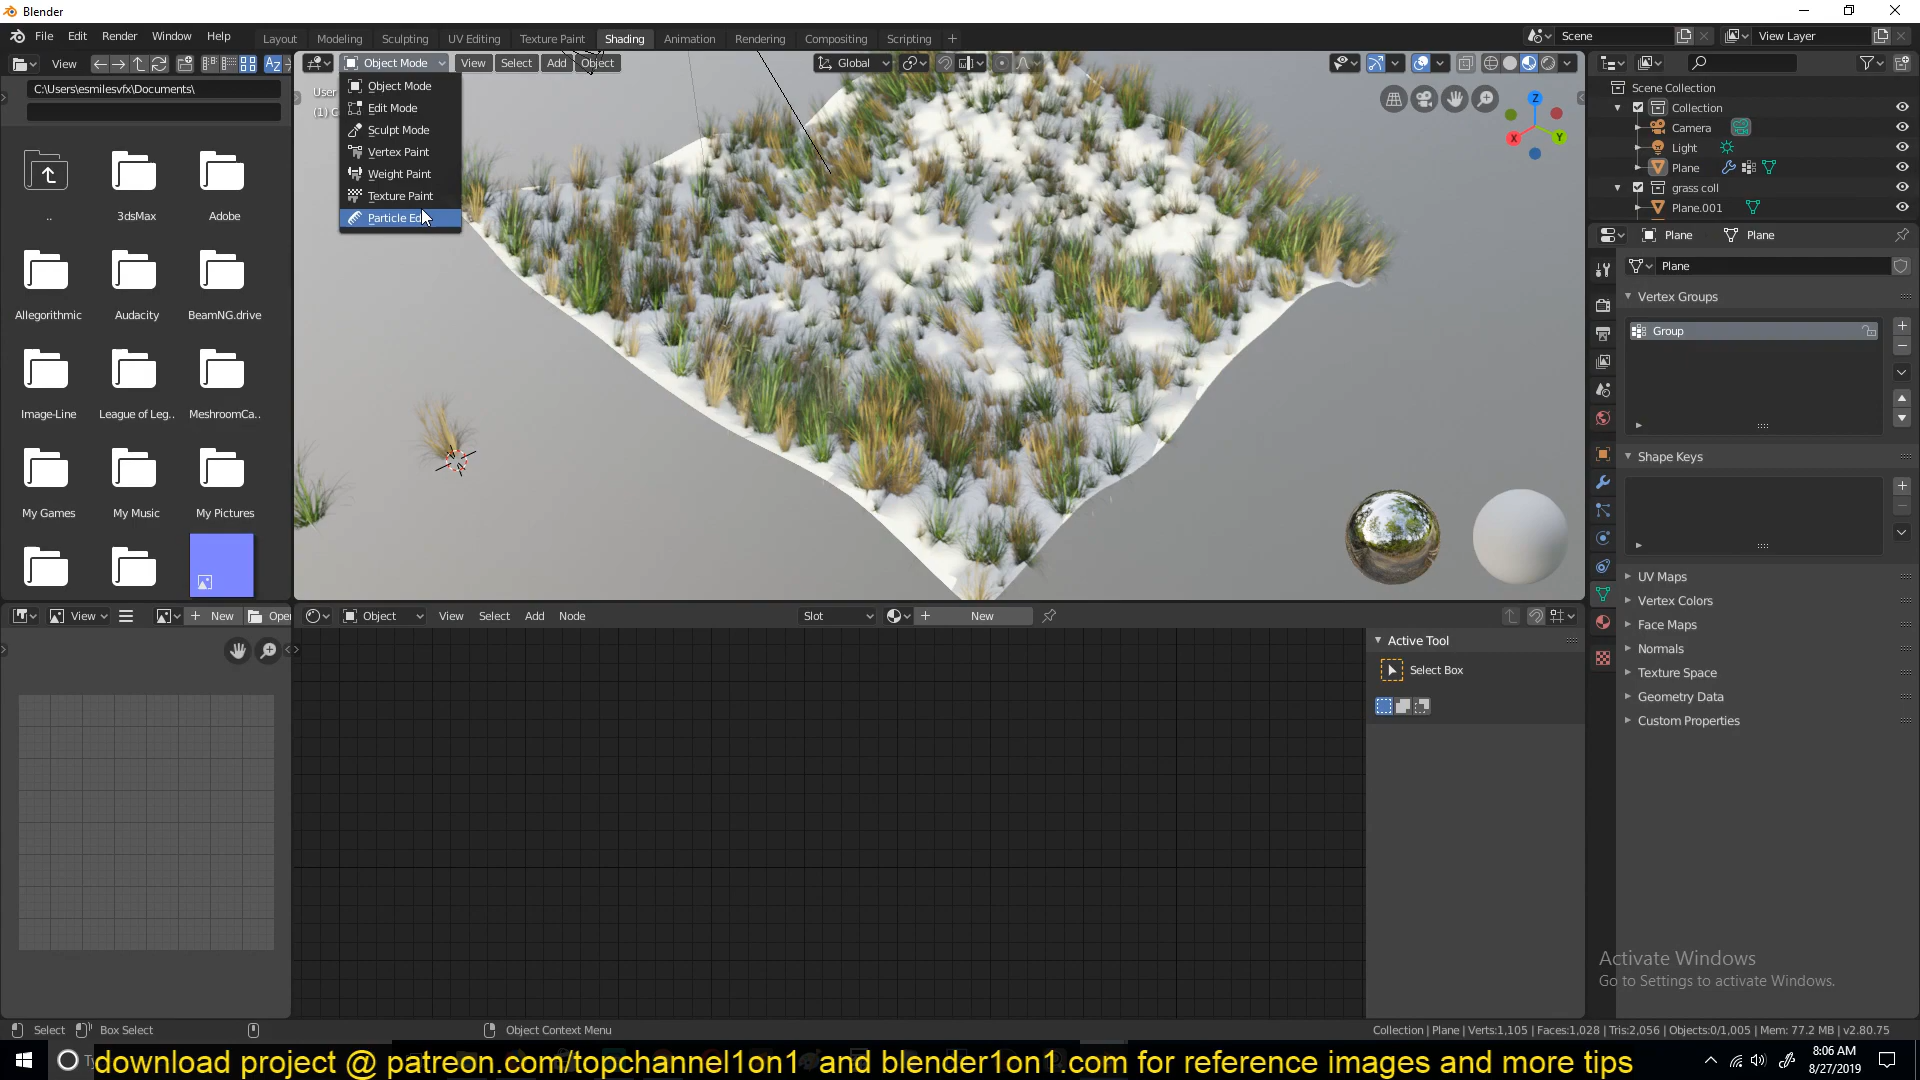 Blender
File Edit Render Window Help
Layout Modeling Sculpting UV Editing Texture Paint Shading Animation Rendering Compositing Scripting
Scene
View Layer
View
Object Mode
View Select Add Object
Global
C:\Users\esmilesvfx\Documents\
User
(1) C
Object Mode
Edit Mode
Sculpt Mode
Vertex Paint
Weight Paint
Texture Paint
Particle Ed
..
3dsMax
Adobe
Allegorithmic
Audacity
BeamNG.drive
Image-Line
League of Leg..
MeshroomCa..
My Games
My Music
My Pictures
Z
X
Y
Scene Collection
Collection
Camera
Light
Plane
grass coll
Plane.001
Plane
Plane
Plane
Vertex Groups
Group
Shape Keys
UV Maps
Vertex Colors
Face Maps
Normals
Texture Space
Geometry Data
Custom Properties
View
New
Ope
Object
View Select Add Node
Slot
New
Active Tool
Select Box
Activate Windows
Go to Settings to activate Windows.
Select
Box Select
Object Context Menu
Collection | Plane | Verts:1,105 | Faces:1,028 | Tris:2,056 | Objects:0/1,005 | Mem: 77.2 MB | v2.80.75
download project @ patreon.com/topchannel1on1 and blender1on1.com for reference images and more tips
8:06 AM
8/27/2019